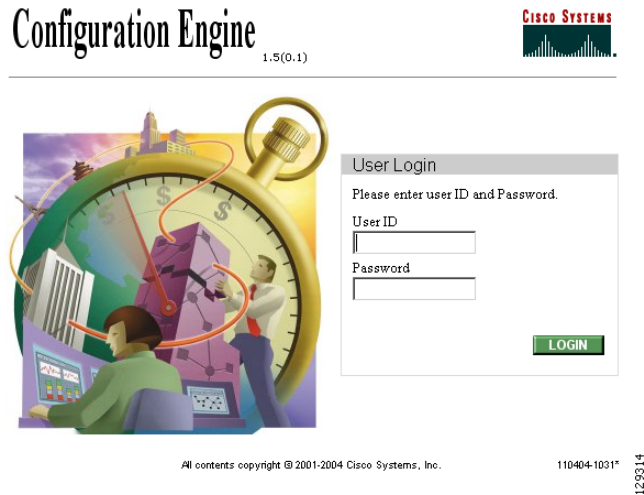 Configuration Engine
1.5(0.1)
CISCO SYSTEMS
User Login
Please enter user ID and Password.
User ID
Password
LOGIN
$ $ $
All contents copyright © 2001-2004 Cisco Systems, Inc.
110404-1031*
129314